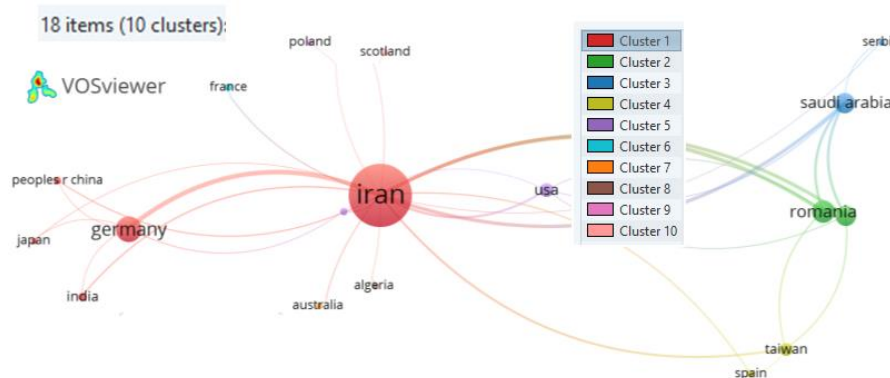 18 items (10 clusters):
VOSviewer
poland
scotland
france
peoples r china
japan
germany
india
iran
algeria
australia
usa
Cluster 1
Cluster 2
Cluster 3
Cluster 4
Cluster 5
Cluster 6
Cluster 7
Cluster 8
Cluster 9
Cluster 10
serbi
saudi arabia
romania
taiwan
spain